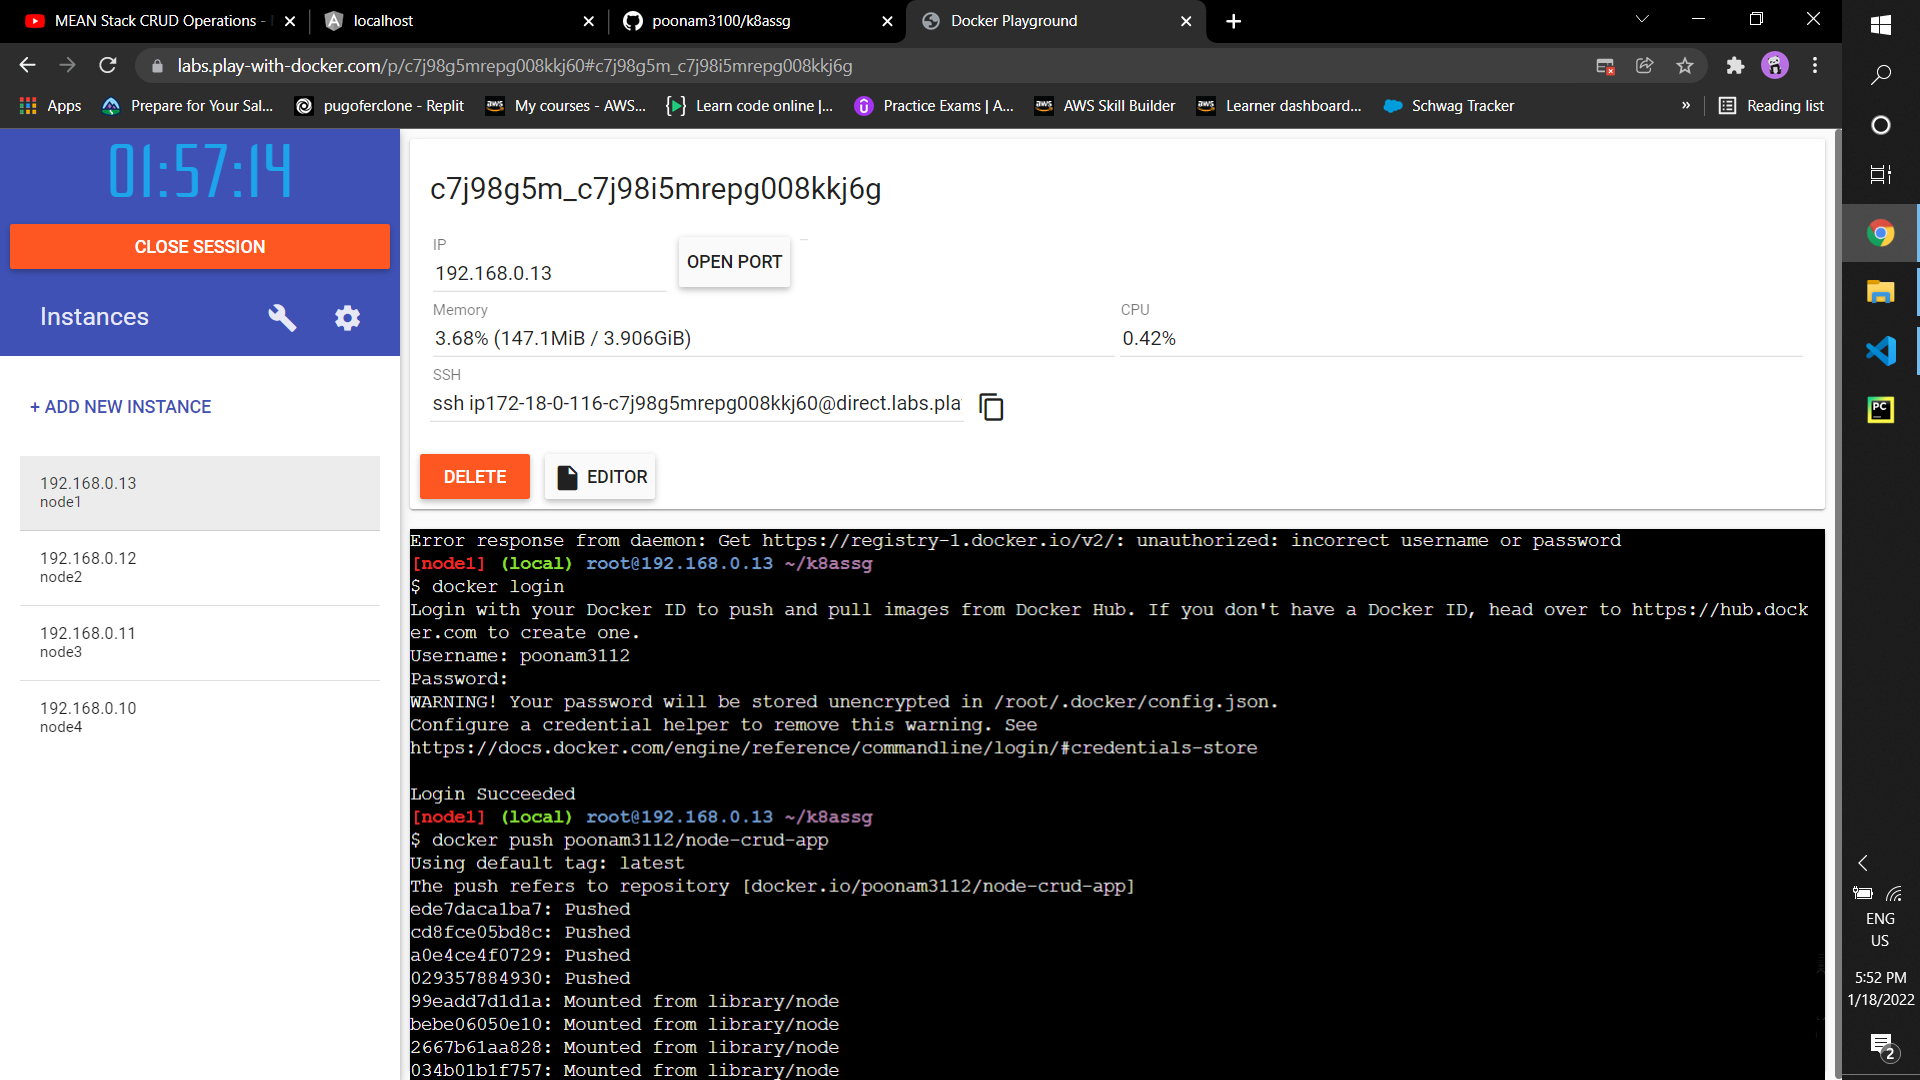 MEAN Stack CRUD Operations -
localhost
poonam3100/k8assg
Docker Playground
labs.play-with-docker.com/p/c7j98g5mrepg008kkj60#c7j98g5m_c7j98i5mrepg008kkj6g
Apps
Prepare for Your Sal...
pugoferclone - Replit
My courses - AWS...
Learn code online |...
Practice Exams | A...
AWS Skill Builder
Learner dashboard...
Schwag Tracker
»
Reading list
01:57:14
CLOSE SESSION
Instances
+ ADD NEW INSTANCE
192.168.0.13
node1
192.168.0.12
node2
192.168.0.11
node3
192.168.0.10
node4
c7j98g5m_c7j98i5mrepg008kkj6g
IP
192.168.0.13
OPEN PORT
Memory
3.68% (147.1MiB / 3.906GiB)
CPU
0.42%
SSH
ssh ip172-18-0-116-c7j98g5mrepg008kkj60@direct.labs.pla
DELETE
EDITOR
Error response from daemon: Get https://registry-1.docker.io/v2/: unauthorized: incorrect username or password
[node1] (local) root@192.168.0.13 ~/k8assg
$ docker login
Login with your Docker ID to push and pull images from Docker Hub. If you don't have a Docker ID, head over to https://hub.dock
er.com to create one.
Username: poonam3112
Password:
WARNING! Your password will be stored unencrypted in /root/.docker/config.json.
Configure a credential helper to remove this warning. See
https://docs.docker.com/engine/reference/commandline/login/#credentials-store
Login Succeeded
[node1] (local) root@192.168.0.13 ~/k8assg
$ docker push poonam3112/node-crud-app
Using default tag: latest
The push refers to repository [docker.io/poonam3112/node-crud-app]
ede7daca1ba7: Pushed
cd8fce05bd8c: Pushed
a0e4ce4f0729: Pushed
029357884930: Pushed
99eadd7d1d1a: Mounted from library/node
bebe06050e10: Mounted from library/node
2667b61aa828: Mounted from library/node
034b01b1f757: Mounted from library/node
PC
ENG
US
5:52 PM
1/18/2022
2